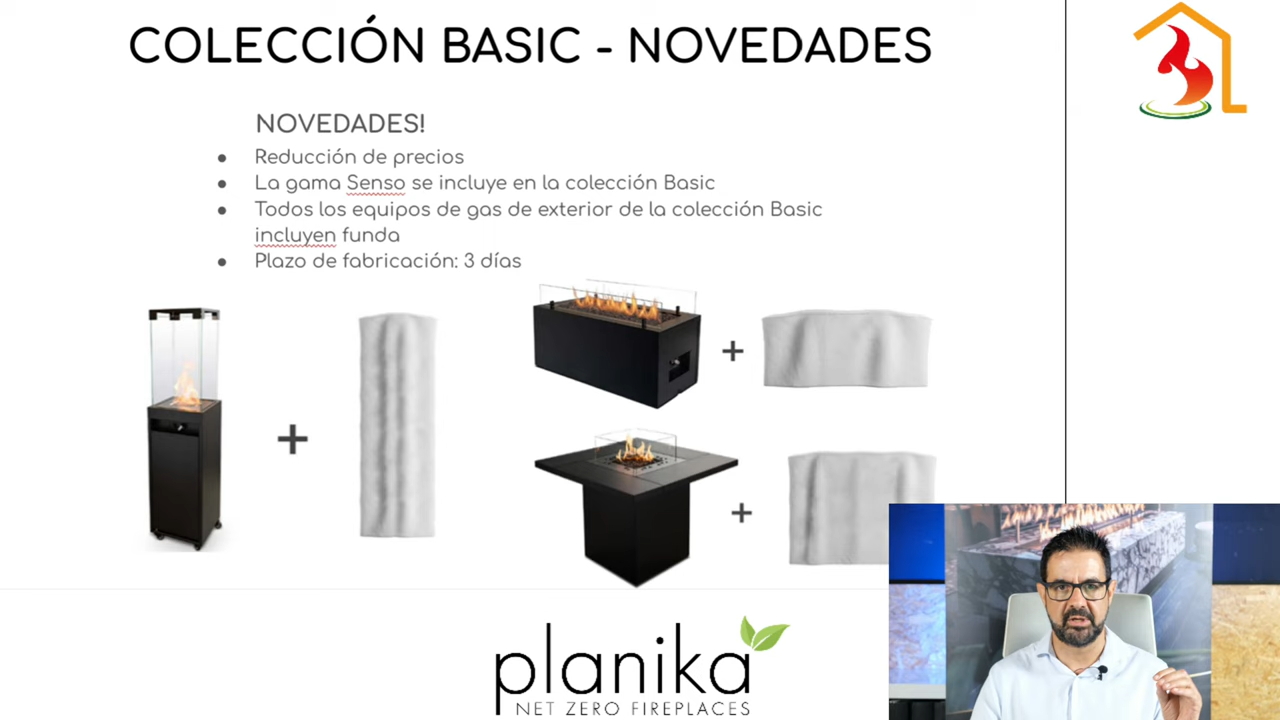 COLECCIÓN BASIC - NOVEDADES
NOVEDADES!
● Reducción de precios
● La gama Senso se incluye en la colección Basic
● Todos los equipos de gas de exterior de la colección Basic
incluyen funda
● Plazo de fabricación: 3 días
+
+
+
planika
NET ZERO FIREPLACES